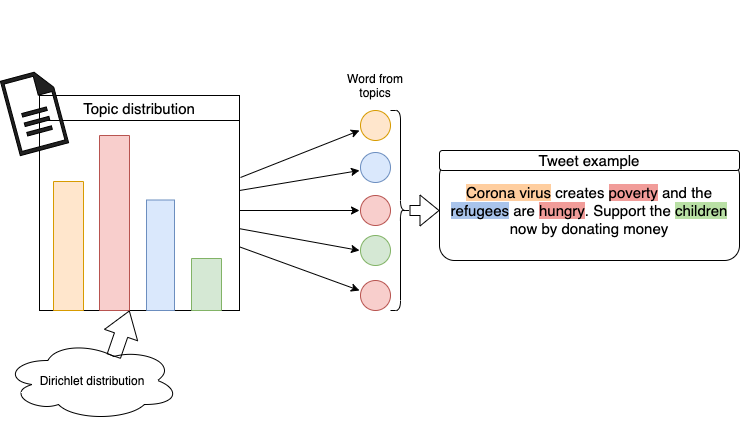 Word from
topics
Topic distribution
Tweet example
Corona virus creates poverty and the
refugees are hungry. Support the children
now by donating money
Dirichlet distribution